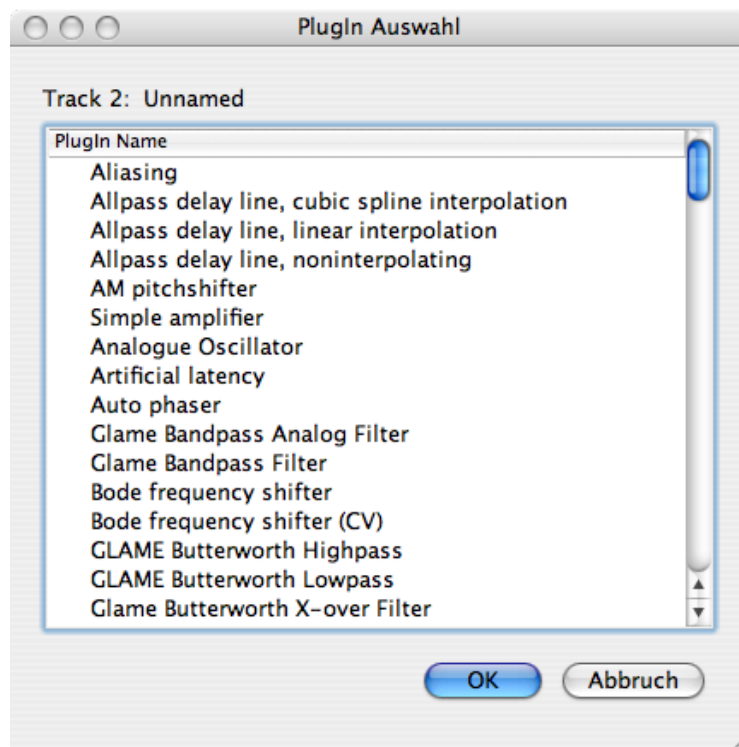 PlugIn Auswahl
Track 2: Unnamed
PlugIn Name
Aliasing
Allpass delay line, cubic spline interpolation
Allpass delay line, linear interpolation
Allpass delay line, noninterpolating
AM pitchshifter
Simple amplifier
Analogue Oscillator
Artificial latency
Auto phaser
Glame Bandpass Analog Filter
Glame Bandpass Filter
Bode frequency shifter
Bode frequency shifter (CV)
GLAME Butterworth Highpass
GLAME Butterworth Lowpass
Glame Butterworth X-over Filter
OK
Abbruch